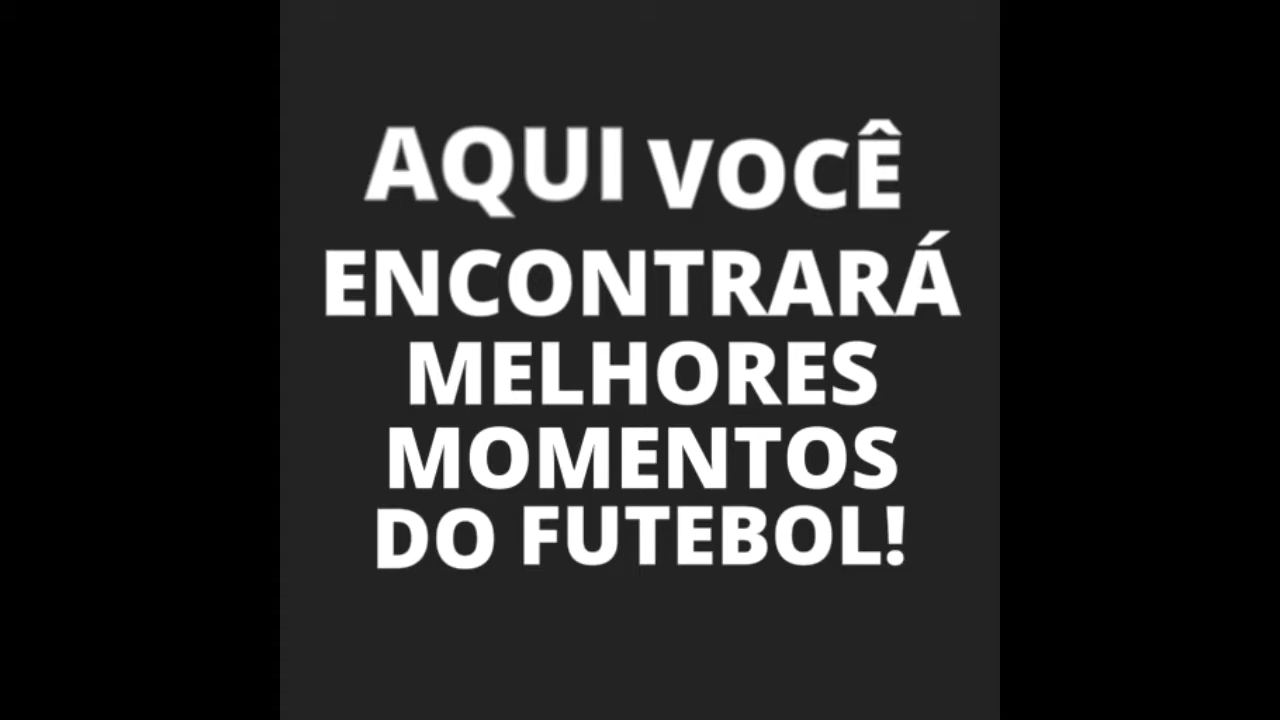 AQUI VOCÊ
ENCONTRARÁ
MELHORES
MOMENTOS
DO FUTEBOL!